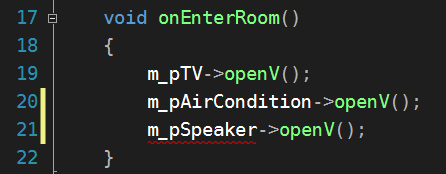 17 void onEnterRoom()
18 {
19 m_pTV->openV();
20 m_pAirCondition->openV();
21 m_pSpeaker->openV();
22 }